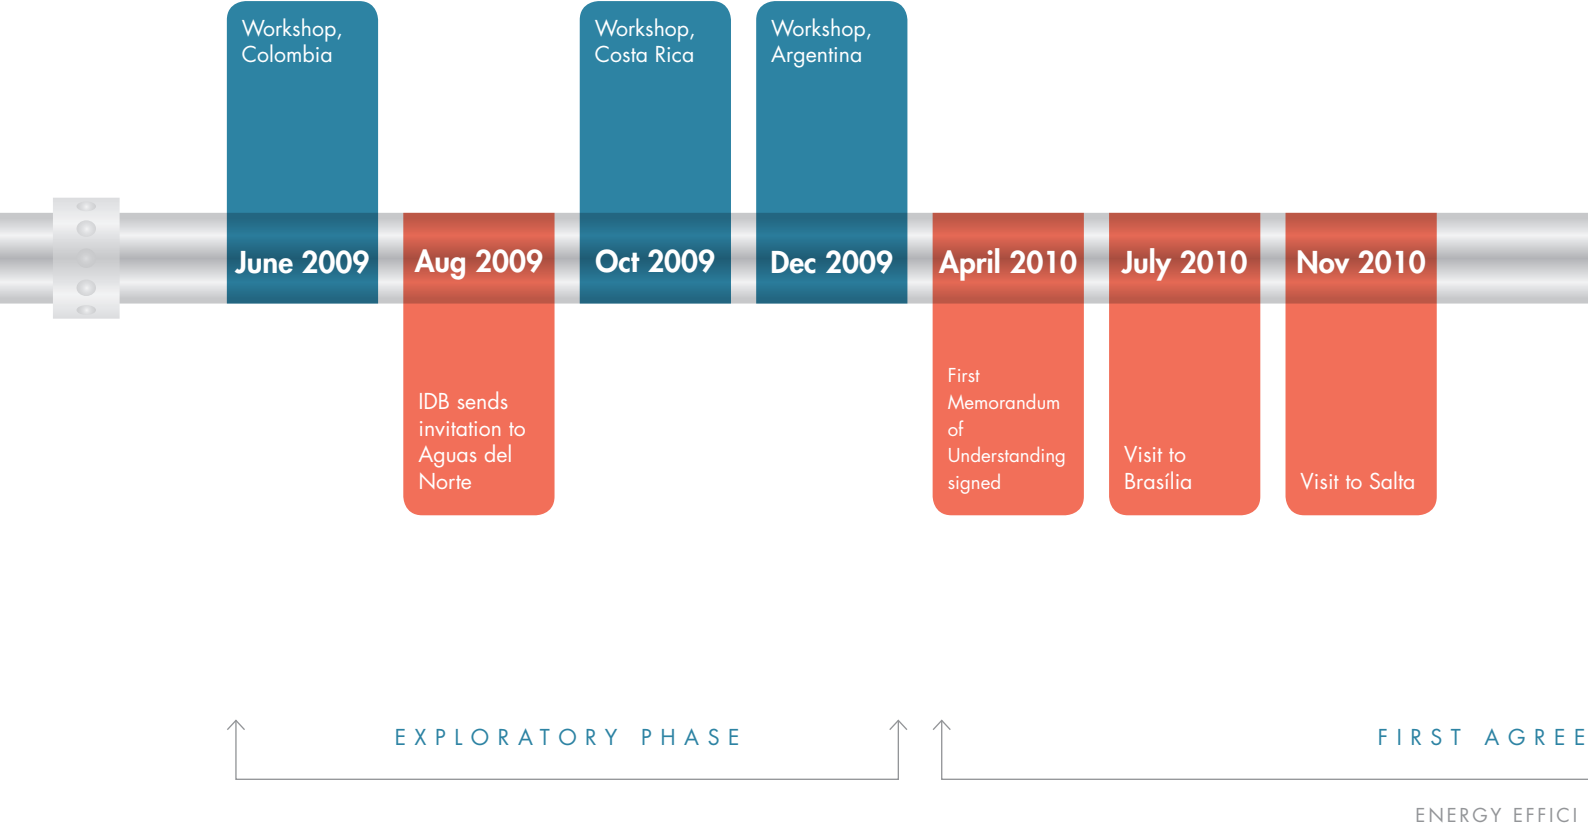 Workshop,
Colombia
Workshop,
Costa Rica
Workshop,
Argentina
June 2009
Aug 2009
Oct 2009
Dec 2009
April 2010
July 2010
Nov 2010
IDB sends
invitation to
Aguas del
Norte
First
Memorandum
of
Understanding
signed
Visit to
Brasília
Visit to Salta
EXPLORATORY PHASE
FIRST AGREE
ENERGY EFFICI